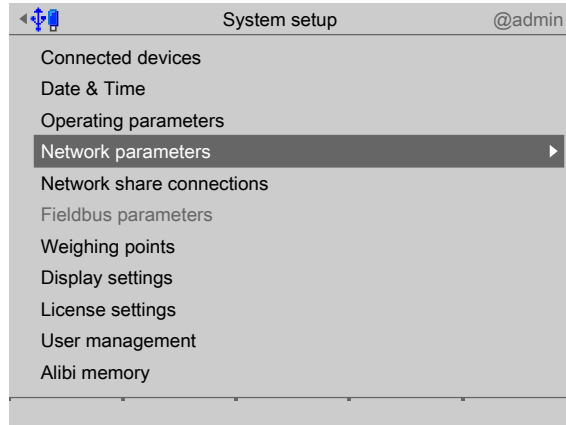 System setup @admin
Connected devices
Date & Time
Operating parameters
Network parameters
Network share connections
Fieldbus parameters
Weighing points
Display settings
License settings
User management
Alibi memory